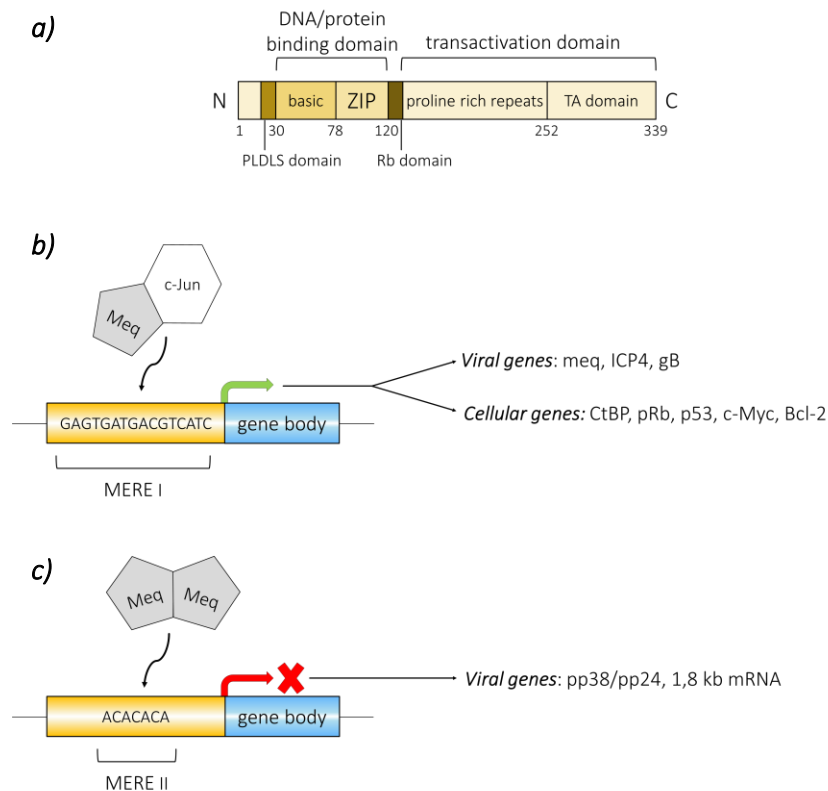 a)
DNA/protein
binding domain
transactivation domain
N
basic
ZIP
proline rich repeats
TA domain
C
1
30
78
120
252
339
PLDLS domain
Rb domain
b)
c-Jun
Meq
GAGTGATGACGTCATC
gene body
MERE I
Viral genes: meq, ICP4, gB
Cellular genes: CtBP, pRb, p53, c-Myc, Bcl-2
c)
Meq
Meq
ACACACA
gene body
MERE II
Viral genes: pp38/pp24, 1,8 kb mRNA